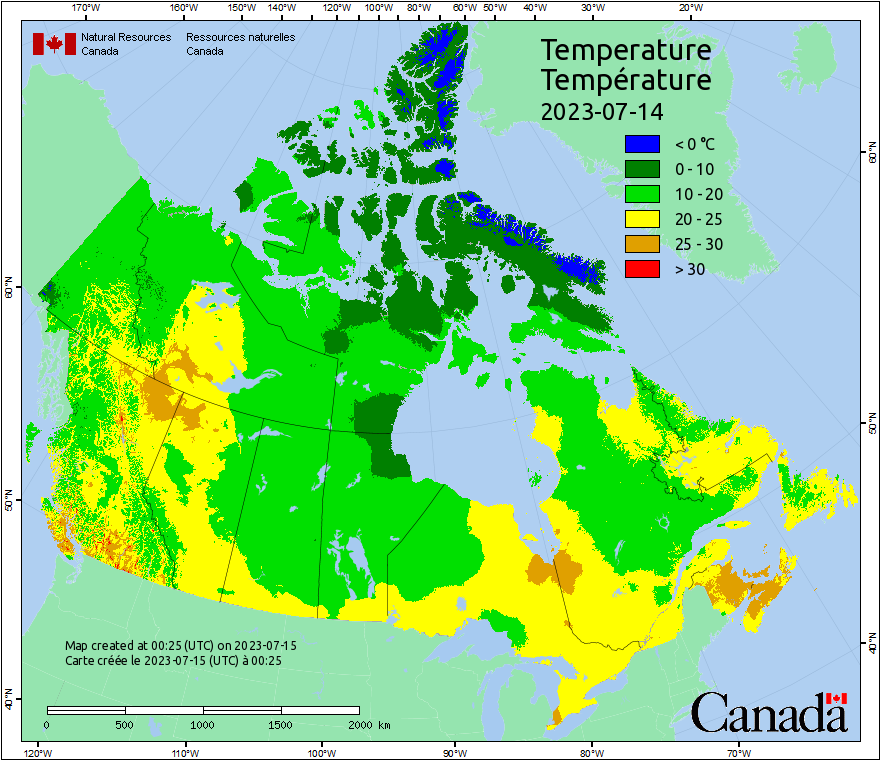 170°W 160°W 150°W 140°W 120°W 100°W 80°W 60°W 50°W 40°W 30°W 20°W
Natural Resources
Canada
Ressources naturelles
Canada
Temperature
Température
2023-07-14
< 0 °C
0 - 10
10 - 20
20 - 25
25 - 30
> 30
60°N
50°N
40°N
60°N
50°N
40°N
Map created at 00:25 (UTC) on 2023-07-15
Carte créée le 2023-07-15 (UTC) à 00:25
0 500 1000 1500 2000 km
Canada
120°W 110°W 100°W 90°W 80°W 70°W